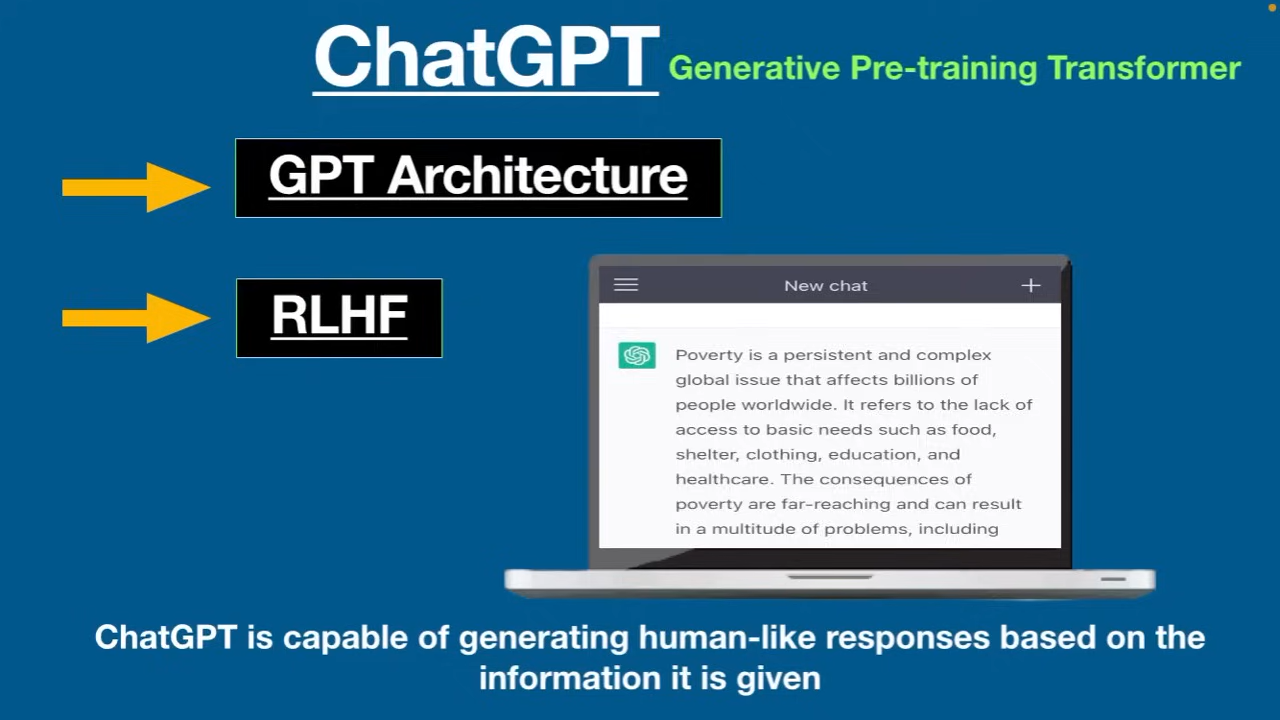 ChatGPT Generative Pre-training Transformer
GPT Architecture
RLHF
New chat
Poverty is a persistent and complex
global issue that affects billions of
people worldwide. It refers to the lack of
access to basic needs such as food,
shelter, clothing, education, and
healthcare. The consequences of
poverty are far-reaching and can result
in a multitude of problems, including
ChatGPT is capable of generating human-like responses based on the
information it is given